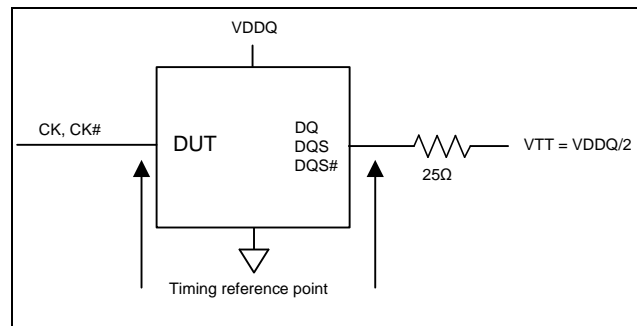 VDDQ
CK, CK#
DUT
DQ
DQS
DQS#
VTT = VDDQ/2
25Ω
Timing reference point